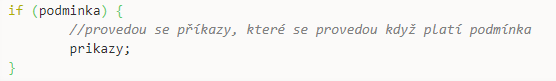 if (podminka) {
//provedou se příkazy, které se provedou když platí podmínka
prikazy;
}